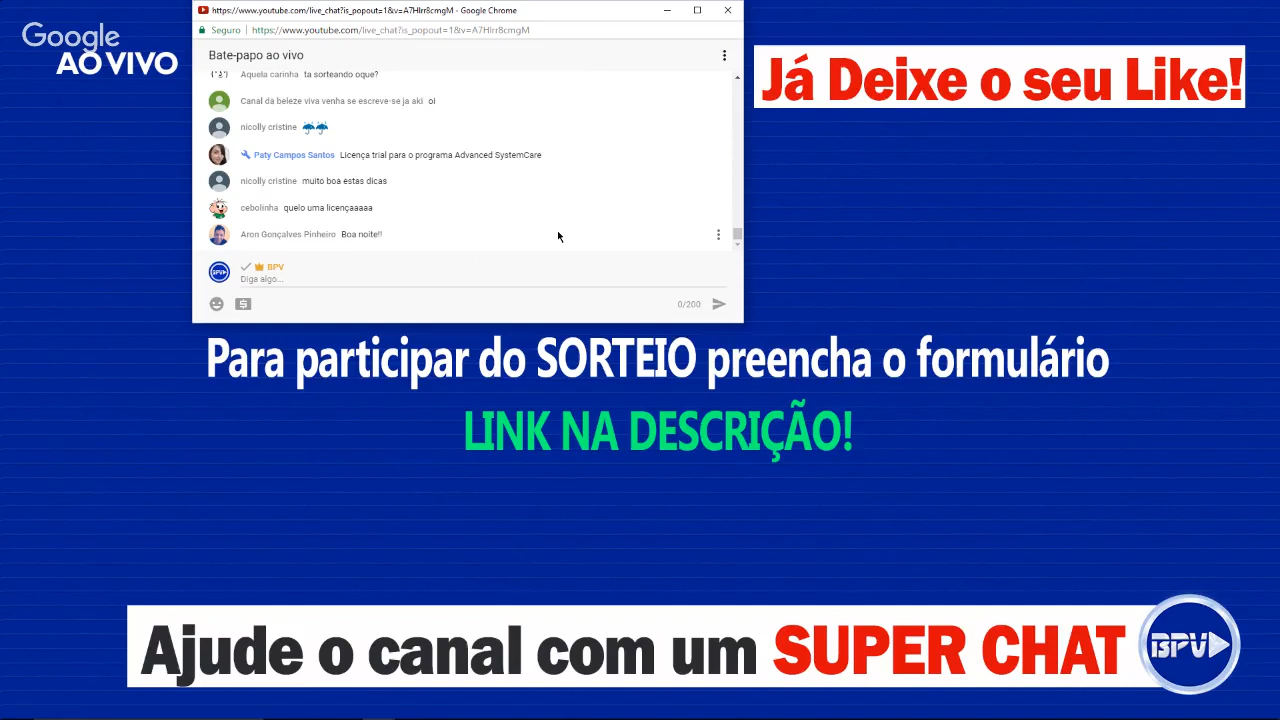 https://www.youtube.com/live_chat?is_popout=1&v=A7HIrr8cmgM - Google Chrome
Seguro https://www.youtube.com/live_chat?is_popout=1&v=A7HIrr8cmgM
Google
AO VIVO
Bate-papo ao vivo
Aquela carinha ta sorteando oque?
Canal da beleze viva venha se escreve-se ja aki oi
nicolly cristine
Paty Campos Santos Licença trial para o programa Advanced SystemCare
nicolly cristine muito boa estas dicas
cebolinha quelo uma licençaaaaa
Aron Gonçalves Pinheiro Boa noite!!
BPV BPV
Diga algo...
0/200
Já Deixe o seu Like!
Para participar do SORTEIO preencha o formulário
LINK NA DESCRIÇÃO!
Ajude o canal com um SUPER CHAT
BPV